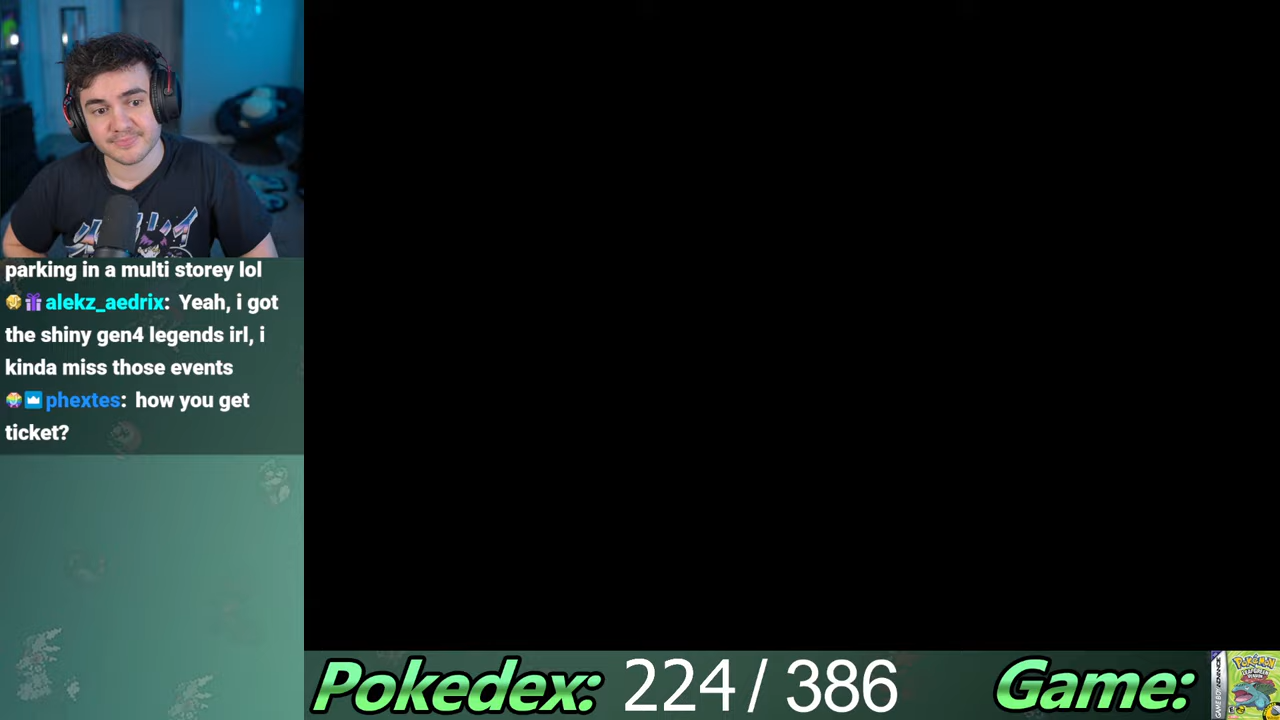 parking in a multi storey lol
alekz_aedrix: Yeah, i got
the shiny gen4 legends irl, i
kinda miss those events
phextes: how you get
ticket?
Pokedex: 224 / 386
Game:
POKéMON